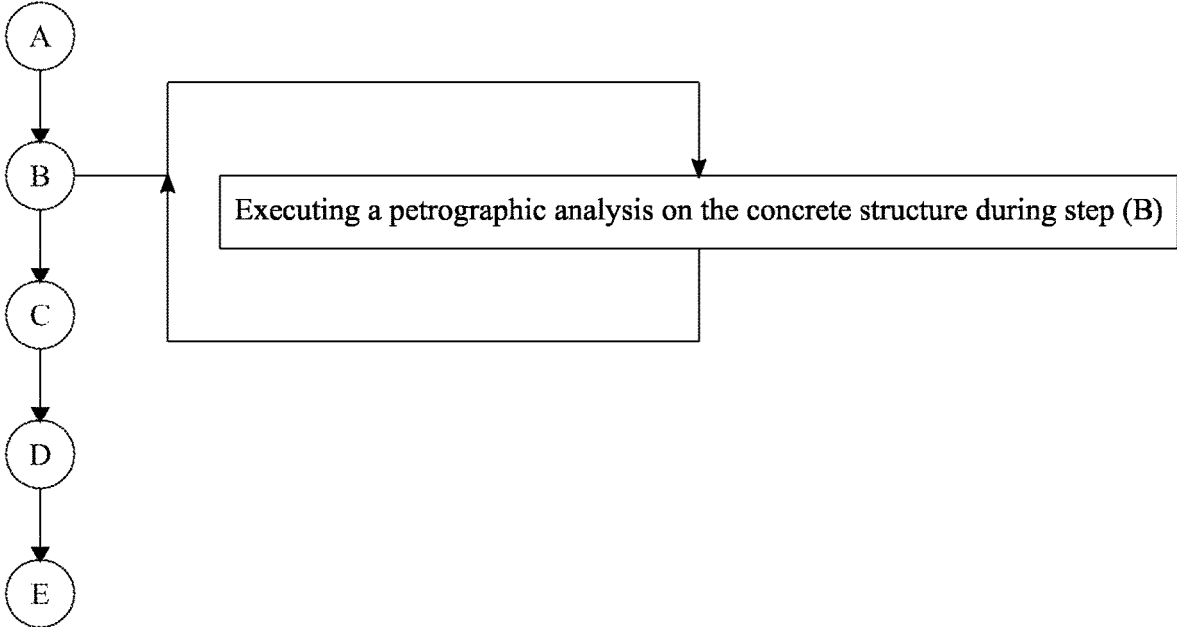 A
B
Executing a petrographic analysis on the concrete structure during step (B)
C
D
E